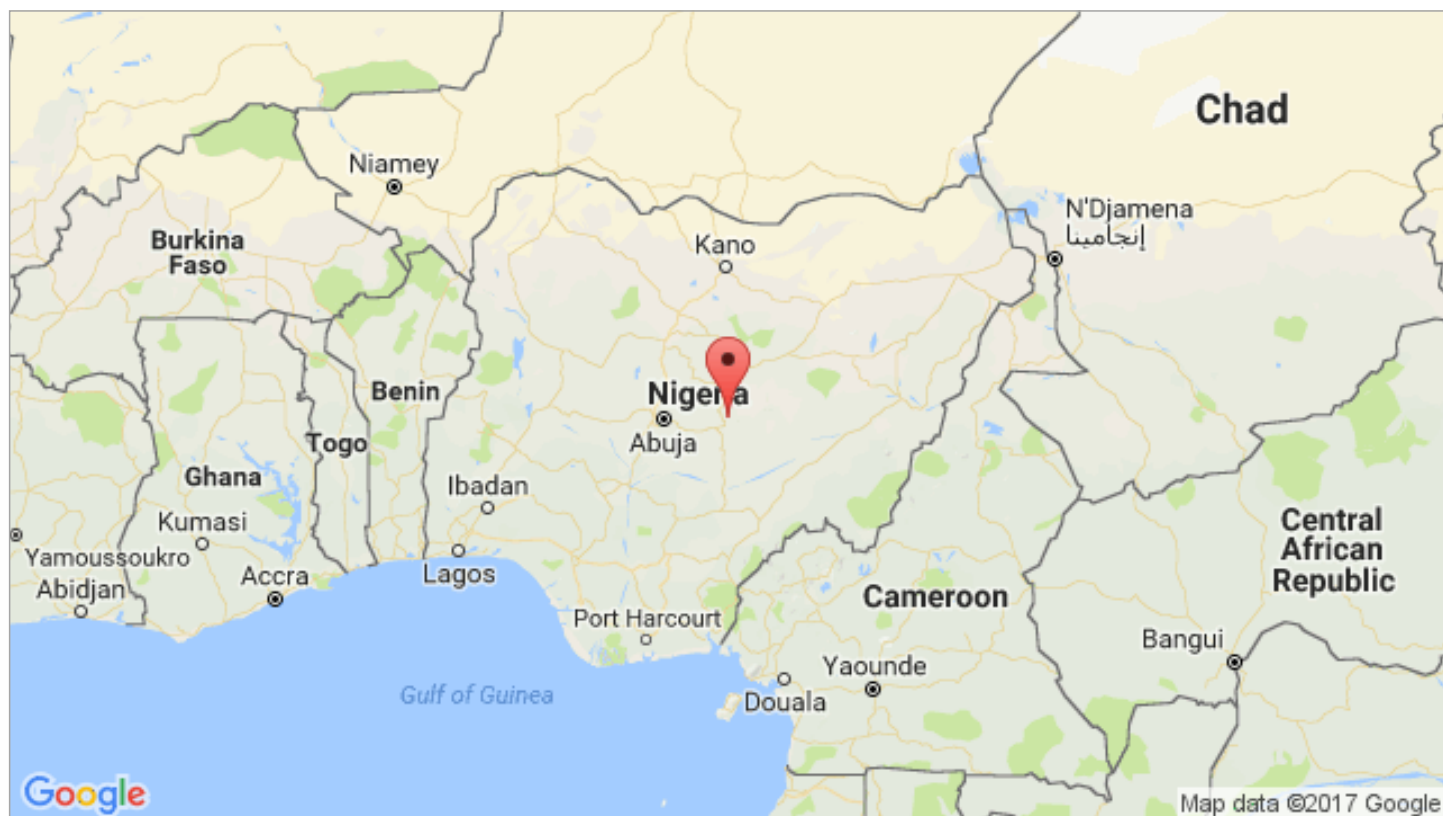 Chad
Niamey
N'Djamena
إنجامينا
Burkina
Faso
Kano
Benin
Nigeria
Abuja
Togo
Ghana
Ibadan
Kumasi
Central
African
Republic
Yamoussoukro
Abidjan
Accra
Lagos
Cameroon
Port Harcourt
Bangui
Yaounde
Gulf of Guinea
Douala
Google
Map data ©2017 Google